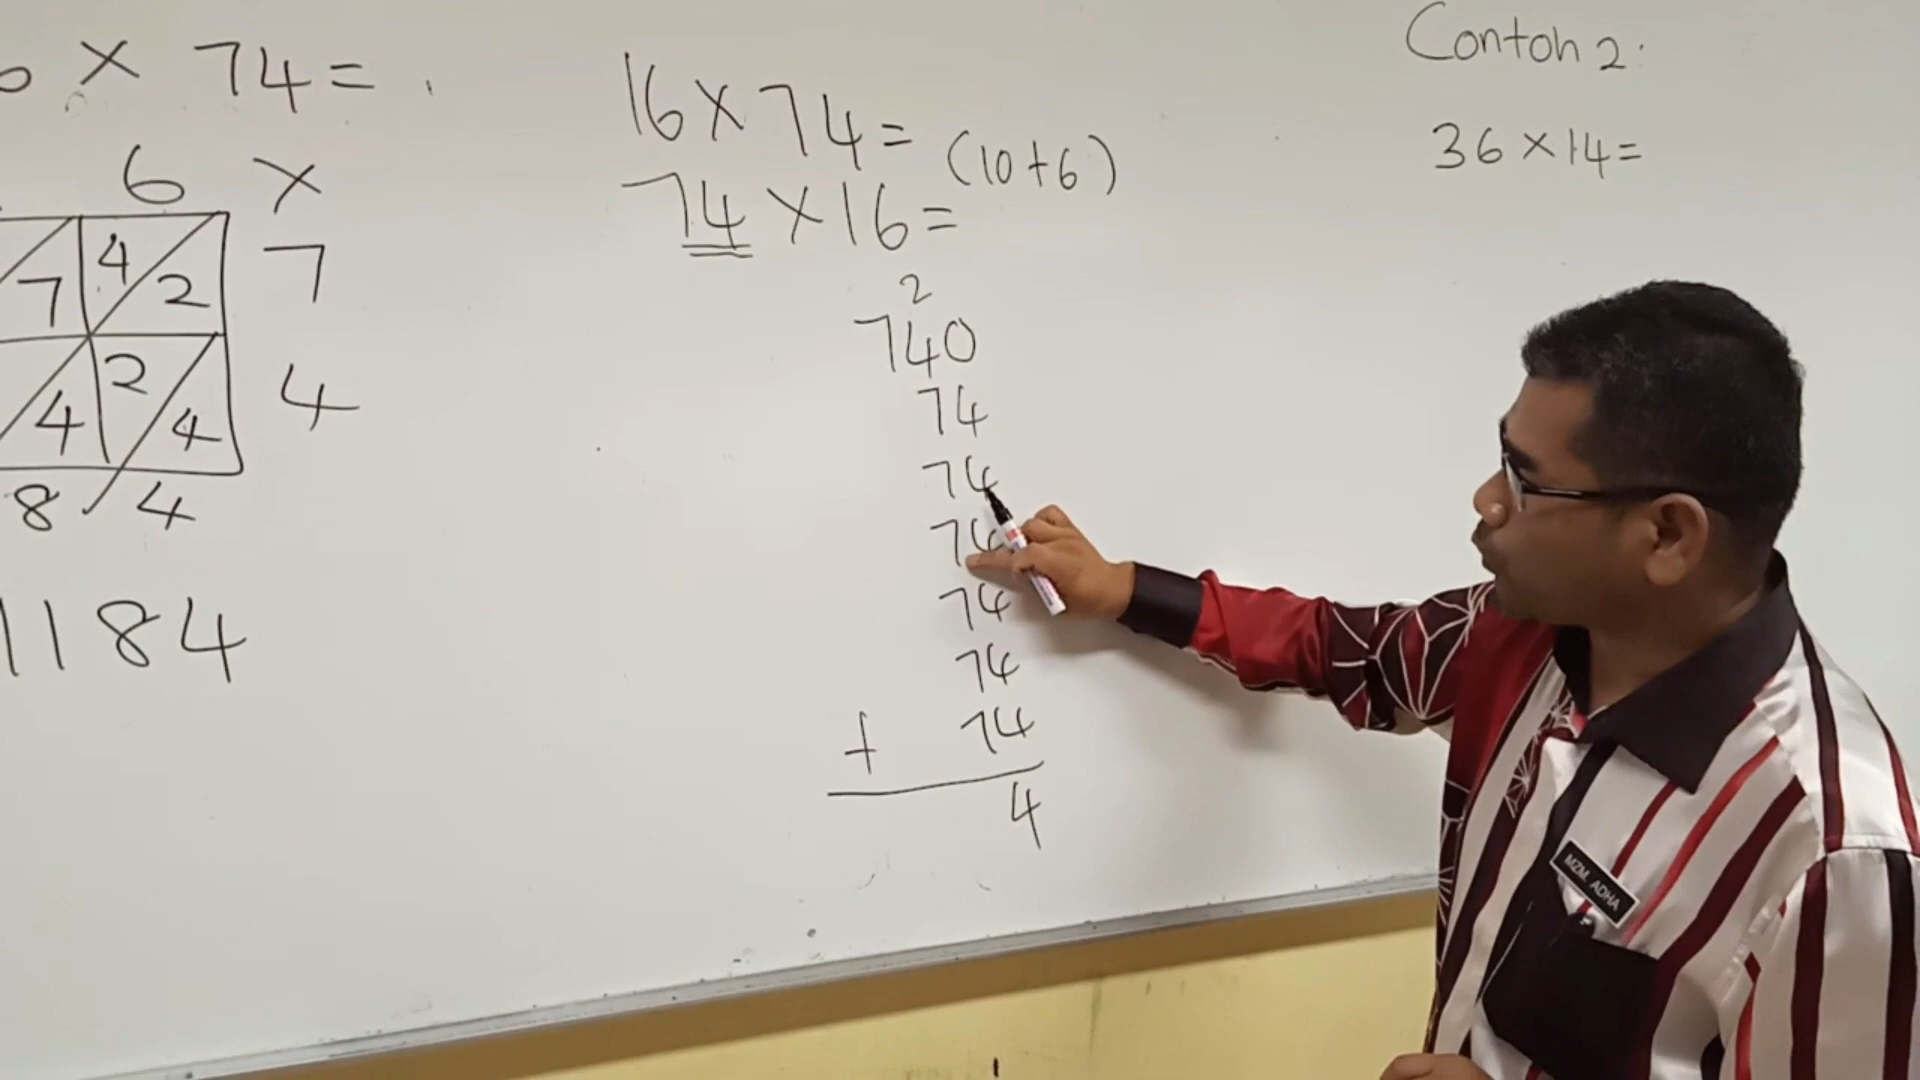 × 74 =
6 ×
7 4 2 7
4 2 4 4
8 4
1184
16 × 74 =
(10+6)
74 × 16 =
2
740
74
74
74
74
74
+ 74
4
Contoh 2:
36 × 14 =
MZM. ADHA